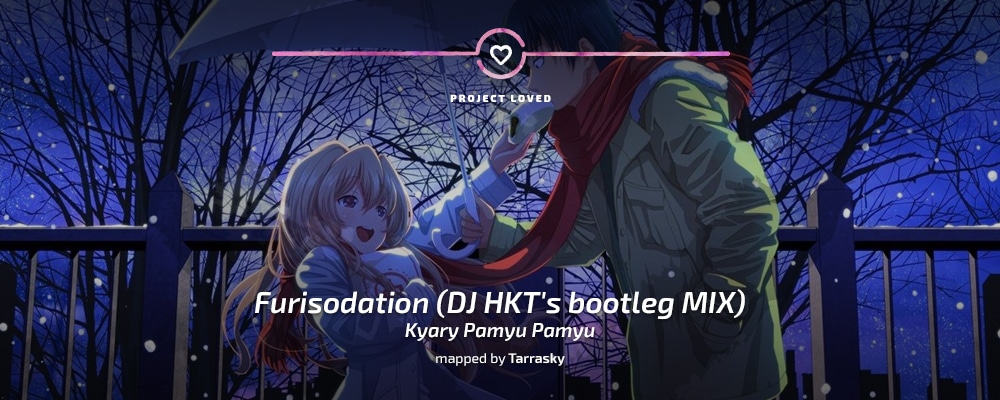 PROJECT LOVED
Furisodation (DJ HKT's bootleg MIX)
Kyary Pamyu Pamyu
mapped by Tarrasky